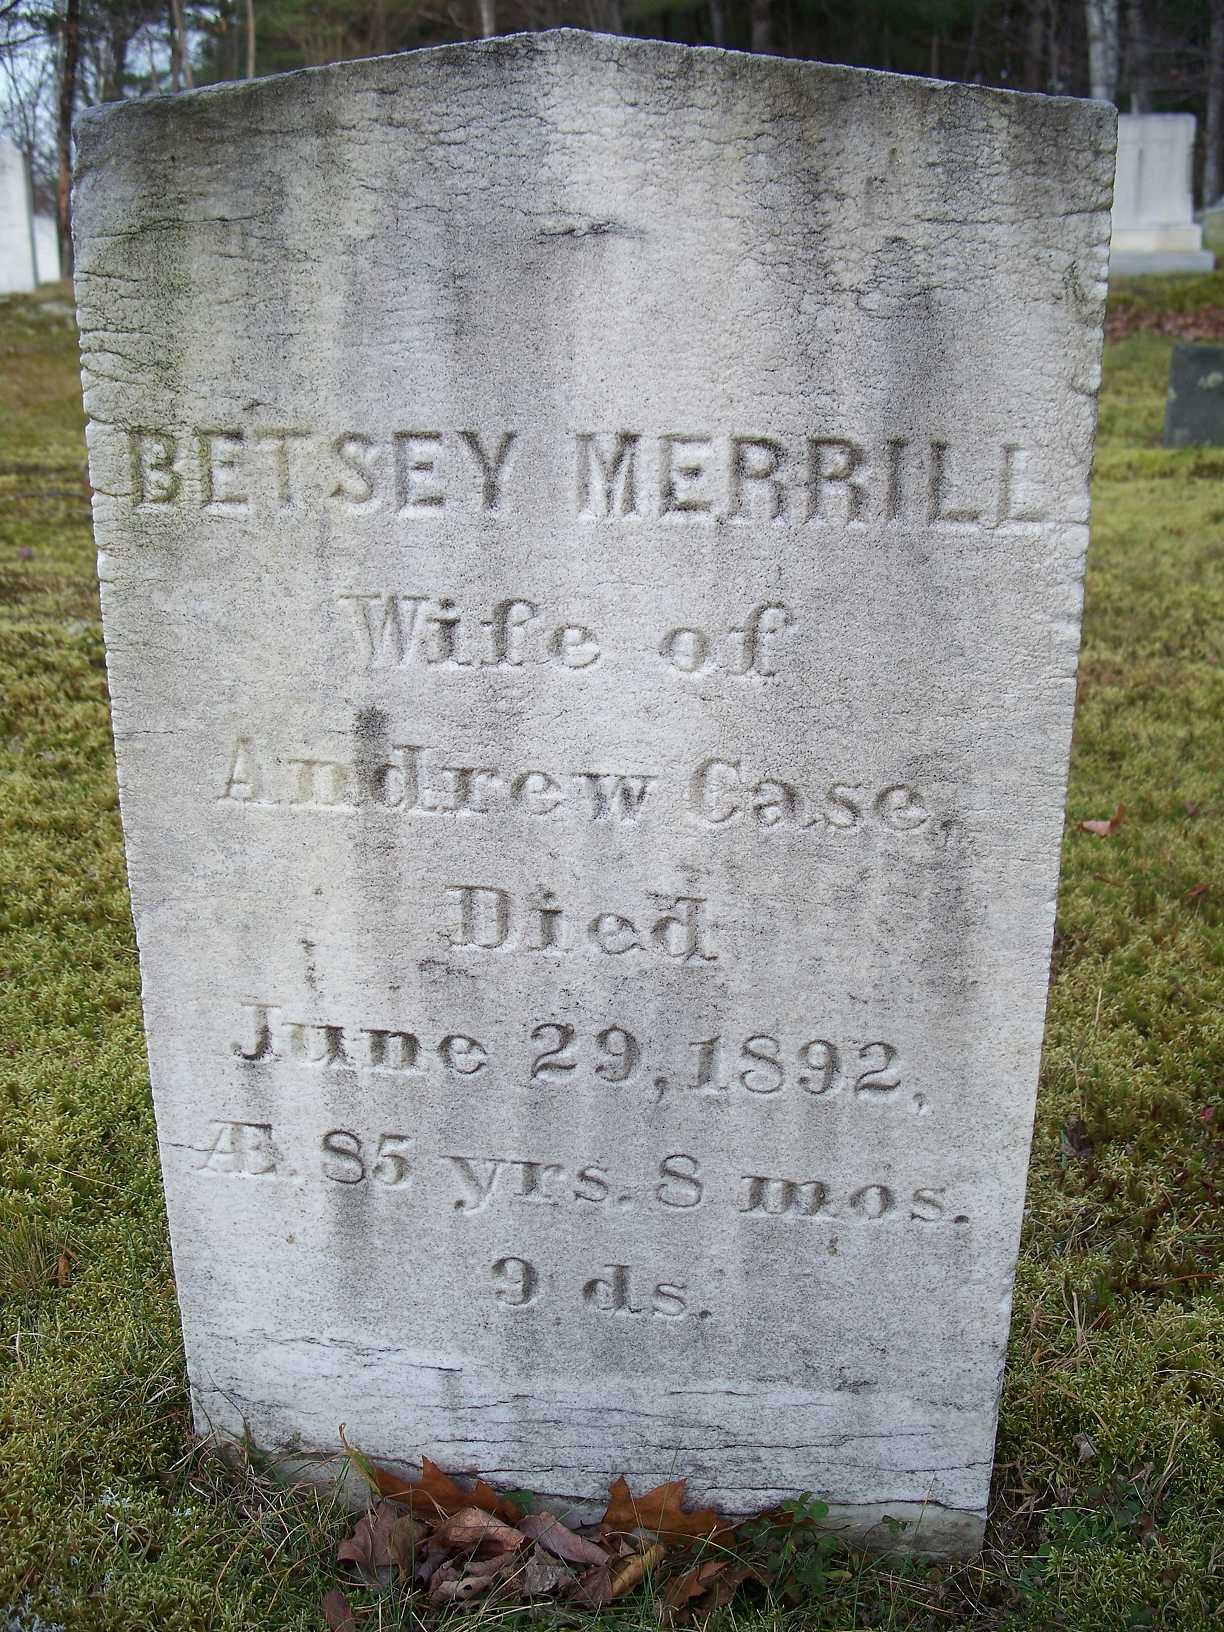 BETSEY MERRILL
Wife of
Andrew Case,
Died
June 29, 1892,
Æ. 85 yrs. 8 mos.
9 ds.